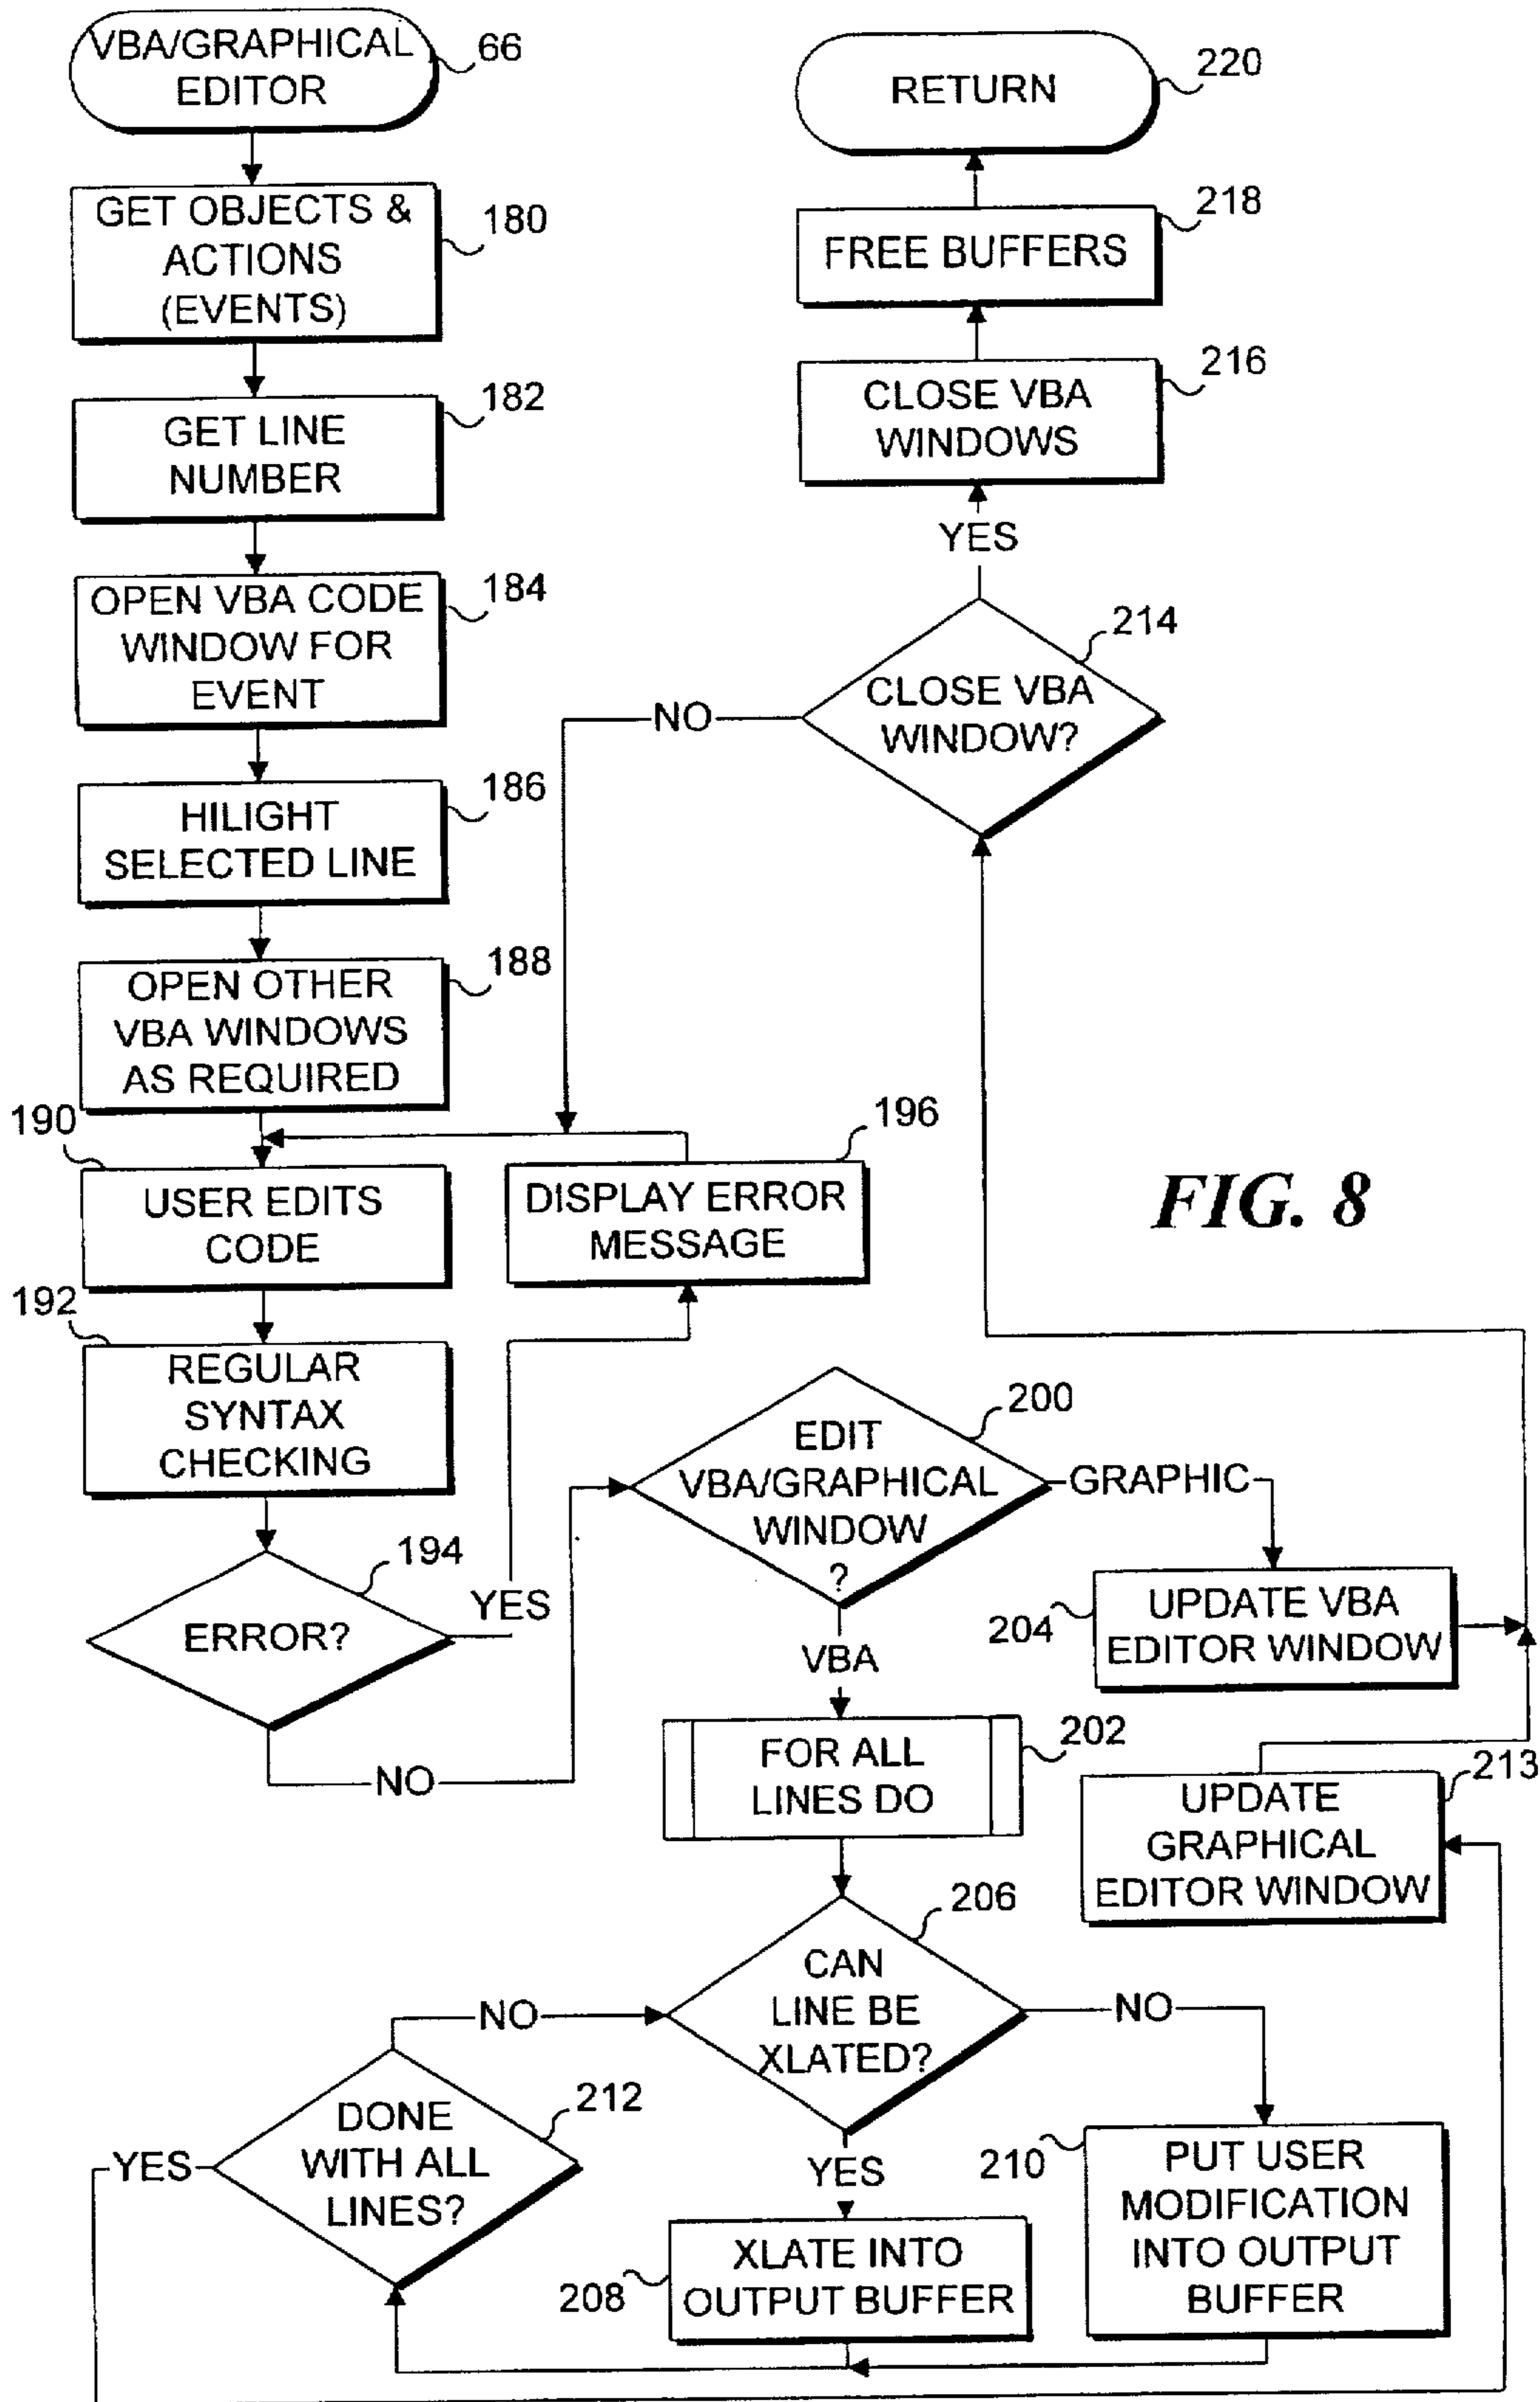 VBA/GRAPHICAL
EDITOR
66
GET OBJECTS &
ACTIONS
(EVENTS)
180
GET LINE
NUMBER
182
OPEN VBA CODE
WINDOW FOR
EVENT
184
HILIGHT
SELECTED LINE
186
OPEN OTHER
VBA WINDOWS
AS REQUIRED
188
190
USER EDITS
CODE
192
REGULAR
SYNTAX
CHECKING
194
ERROR?
YES
NO
196
DISPLAY ERROR
MESSAGE
200
EDIT
VBA/GRAPHICAL
WINDOW
?
GRAPHIC
VBA
204
UPDATE VBA
EDITOR WINDOW
202
FOR ALL
LINES DO
206
CAN
LINE BE
XLATED?
NO
YES
208
XLATE INTO
OUTPUT BUFFER
210
PUT USER
MODIFICATION
INTO OUTPUT
BUFFER
212
DONE
WITH ALL
LINES?
NO
YES
213
UPDATE
GRAPHICAL
EDITOR WINDOW
214
CLOSE VBA
WINDOW?
NO
YES
216
CLOSE VBA
WINDOWS
218
FREE BUFFERS
220
RETURN
FIG. 8